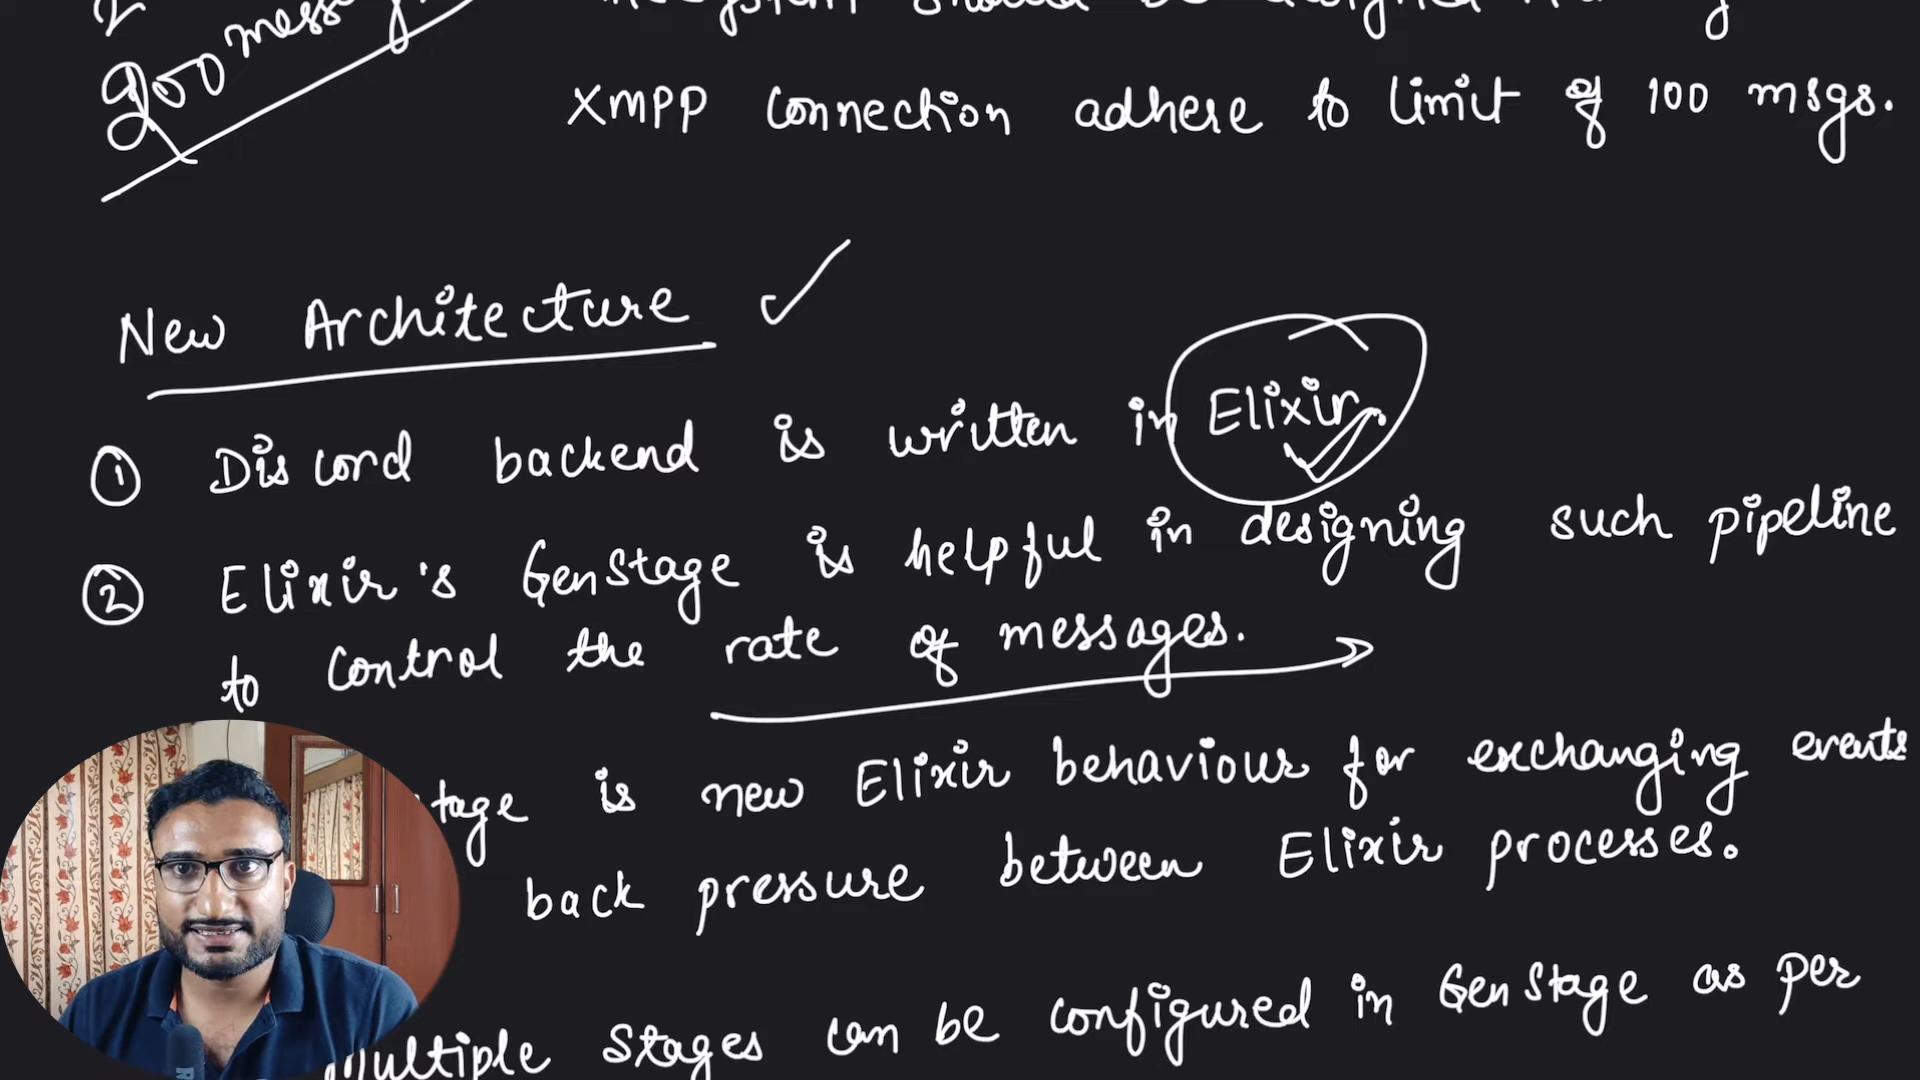 200 messag
XMPP connection adhere to limit of 100 msgs.
New Architecture
① Discord backend is written in Elixir.
② Elixir's GenStage is helpful in designing such pipeline
to control the rate of messages.
tage is new Elixir behaviour for exchanging events
back pressure between Elixir processes.
Multiple stages can be configured in GenStage as per